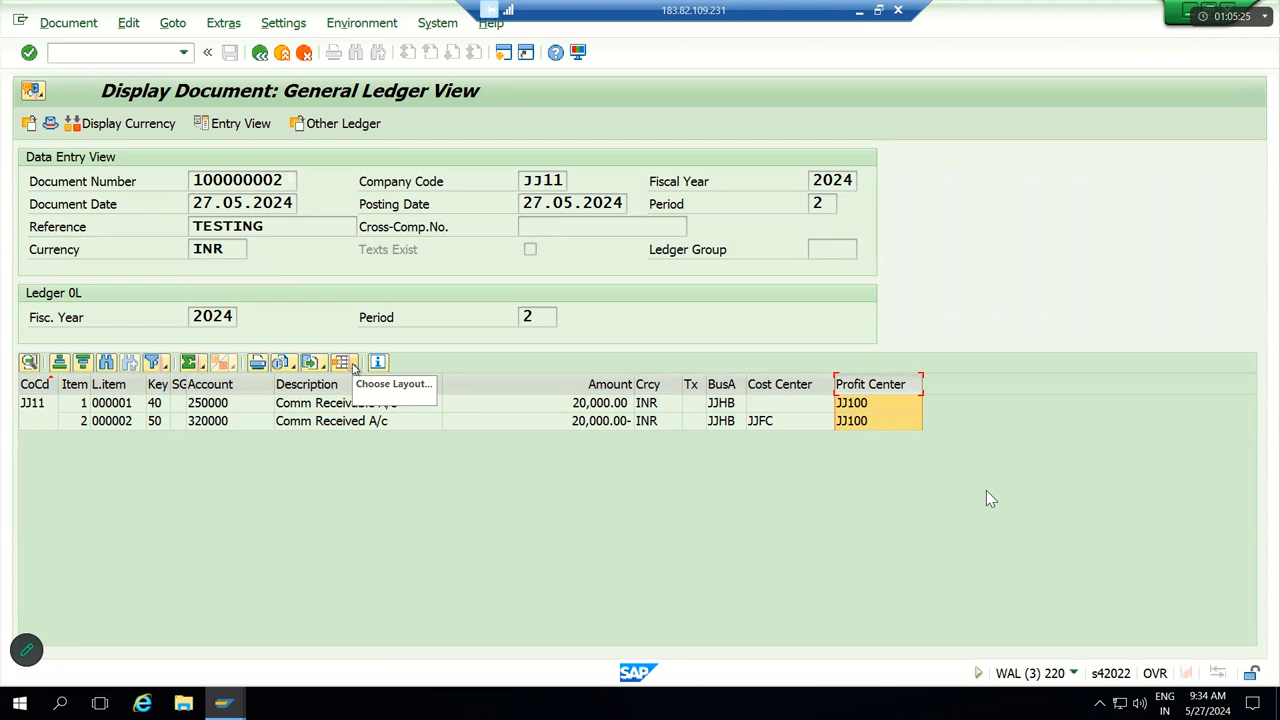 183.82.109.231
01:05:25
Document Edit Goto Extras Settings Environment System Help
Display Document: General Ledger View
Display Currency Entry View Other Ledger
Data Entry View
Document Number 100000002 Company Code JJ11 Fiscal Year 2024
Document Date 27.05.2024 Posting Date 27.05.2024 Period 2
Reference TESTING Cross-Comp.No.
Currency INR Texts Exist Ledger Group
Ledger 0L
Fisc. Year 2024 Period 2
CoCd Item L.item Key SG Account Description Amount Crcy Tx BusA Cost Center Profit Center
Choose Layout...
JJ11 1 000001 40 250000 Comm Receivable A/c 20,000.00 INR JJHB JJ100
2 000002 50 320000 Comm Received A/c 20,000.00- INR JJHB JJFC JJ100
SAP WAL (3) 220 s42022 OVR
ENG 9:34 AM
IN 5/27/2024